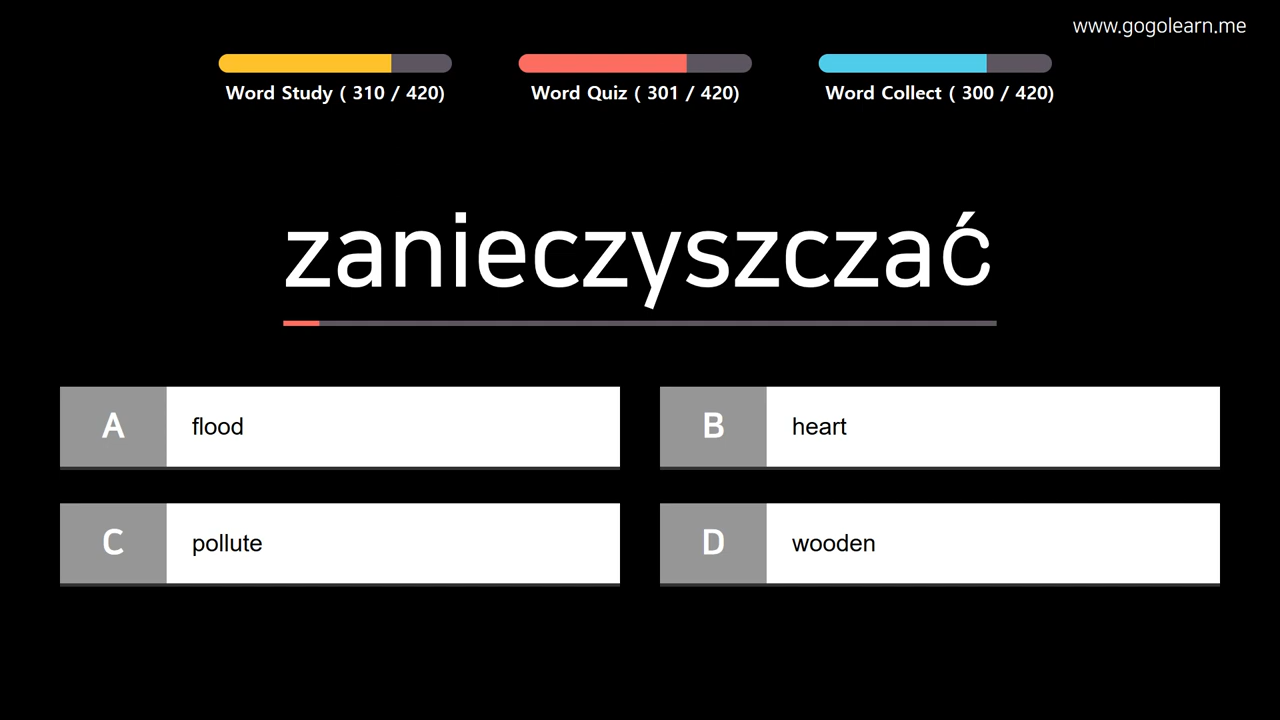 www.gogolearn.me
Word Study ( 310 / 420)
Word Quiz ( 301 / 420)
Word Collect ( 300 / 420)
zanieczyszczać
A flood
B heart
C pollute
D wooden